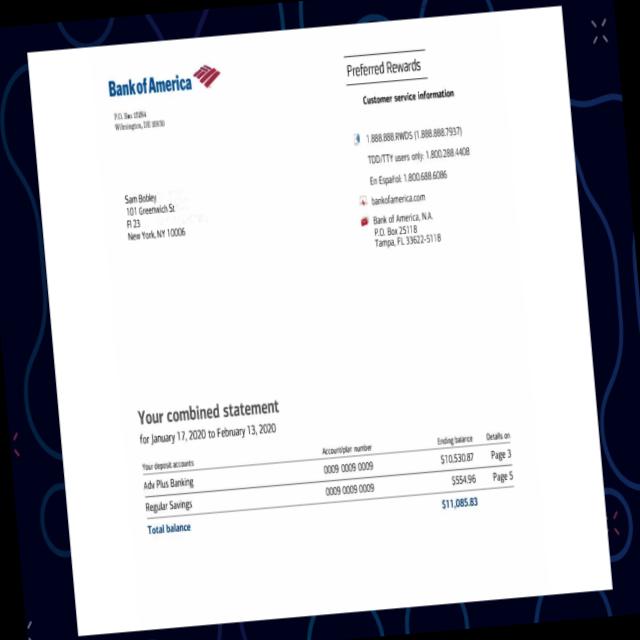 Bank of America
P.O. Box 15284
Wilmington, DE 19850
Preferred Rewards
Customer service information
1.888.888.RWDS (1.888.888.7937)
TDD/TTY users only: 1.800.288.4408
En Español: 1.800.688.6086
bankofamerica.com
Bank of America, N.A.
P.O. Box 25118
Tampa, FL 33622-5118
Sam Bobley
101 Greenwich St
Fl 23
New York, NY 10006
Your combined statement
for January 17, 2020 to February 13, 2020
Your deposit accounts Account/plan number Ending balance Details on
Adv Plus Banking 0009 0009 0009 $10,530.87 Page 3
Regular Savings 0009 0009 0009 $554.96 Page 5
Total balance $11,085.83